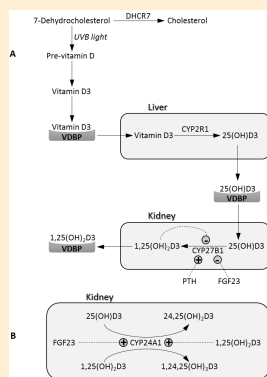 DHCR7
7-Dehydrocholesterol Cholesterol
UVB light
A
Pre-vitamin D
Vitamin D3
Liver
Vitamin D3
VDBP
Vitamin D3 CYP2R1 25(OH)D3
25(OH)D3
VDBP
Kidney
1,25(OH)₂D3
VDBP
1,25(OH)₂D3 CYP27B1 25(OH)D3
PTH FGF23
Kidney
B
25(OH)D3 24,25(OH)₂D3
FGF23 CYP24A1 1,25(OH)₂D3
1,25(OH)₂D3 1,24,25(OH)₃D3